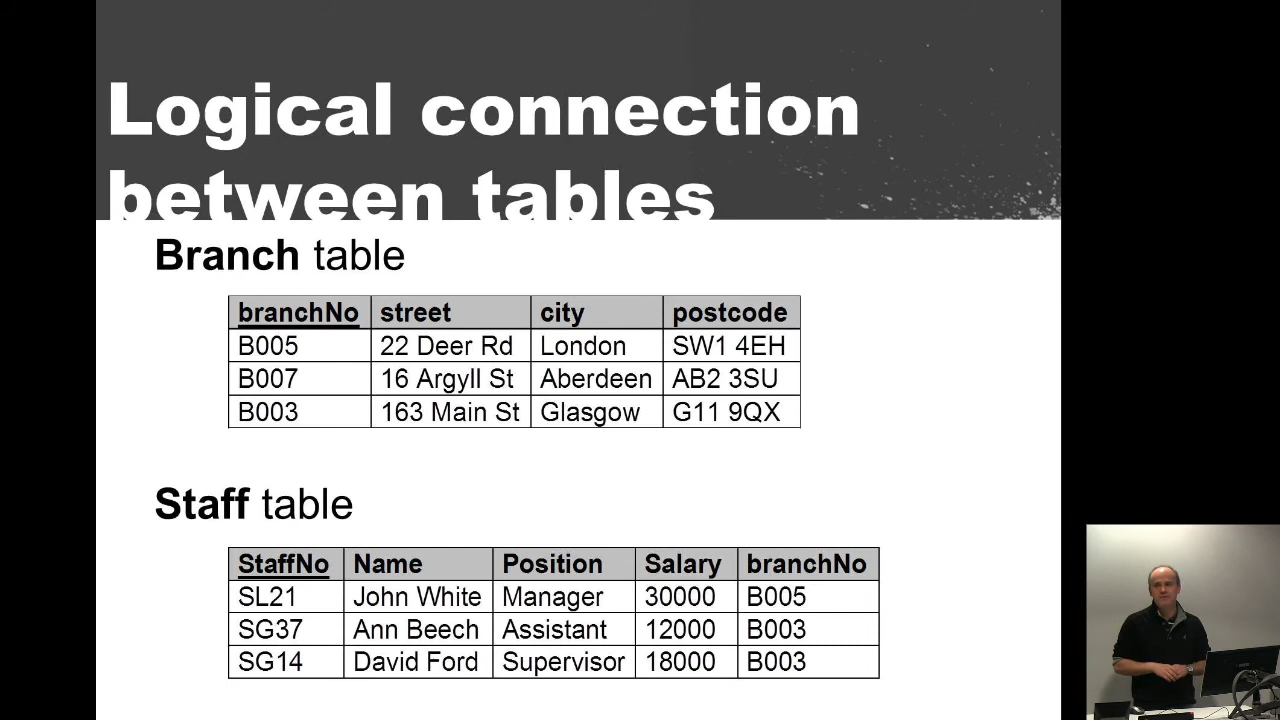 Logical connection
between tables
Branch table
branchNo street city postcode
B005 22 Deer Rd London SW1 4EH
B007 16 Argyll St Aberdeen AB2 3SU
B003 163 Main St Glasgow G11 9QX
Staff table
StaffNo Name Position Salary branchNo
SL21 John White Manager 30000 B005
SG37 Ann Beech Assistant 12000 B003
SG14 David Ford Supervisor 18000 B003